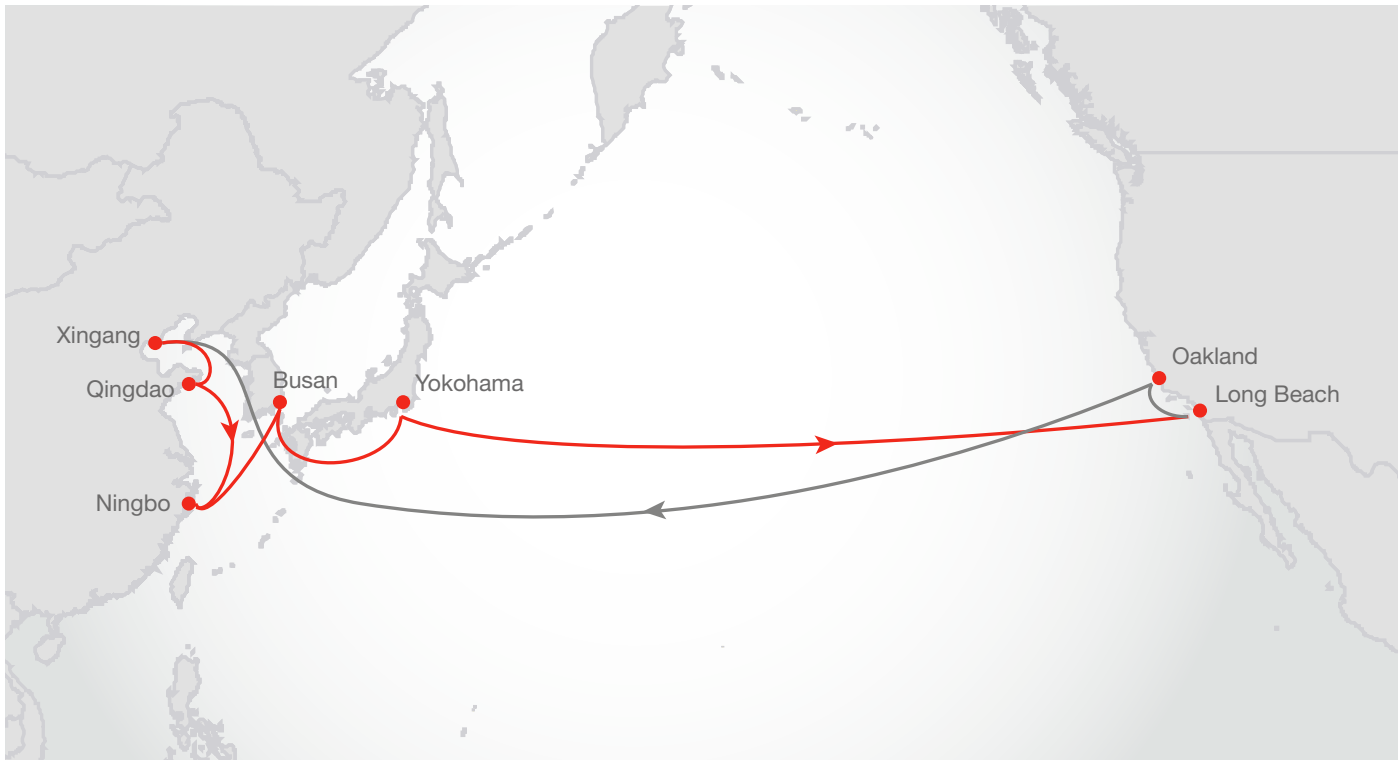 Xingang
Qingdao
Busan
Yokohama
Ningbo
Oakland
Long Beach